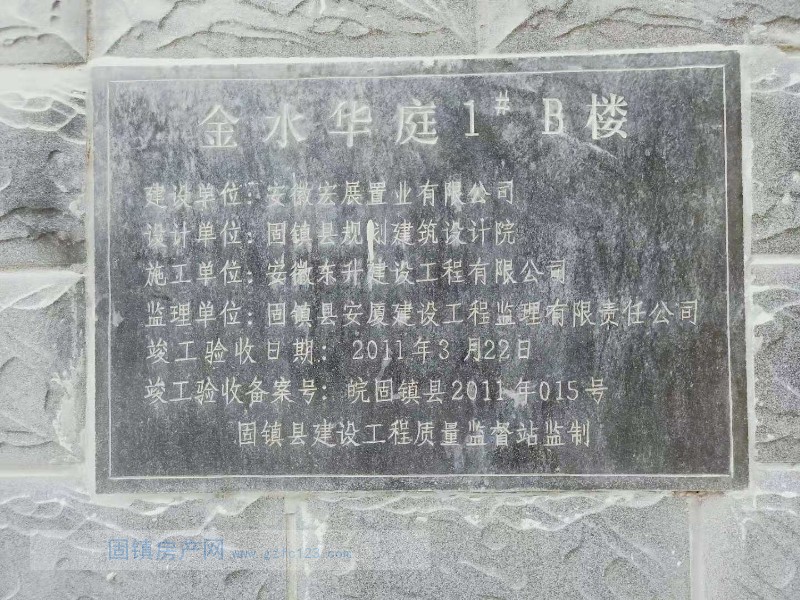 金水华庭1#B楼
建设单位：安徽宏展置业有限公司
设计单位：固镇县规划建筑设计院
施工单位：安徽东升建设工程有限公司
监理单位：固镇县安厦建设工程监理有限责任公司
竣工验收日期：2011年3月22日
竣工验收备案号：皖固镇县2011年015号
固镇县建设工程质量监督站监制
固镇房产网 www.gzfc123.com